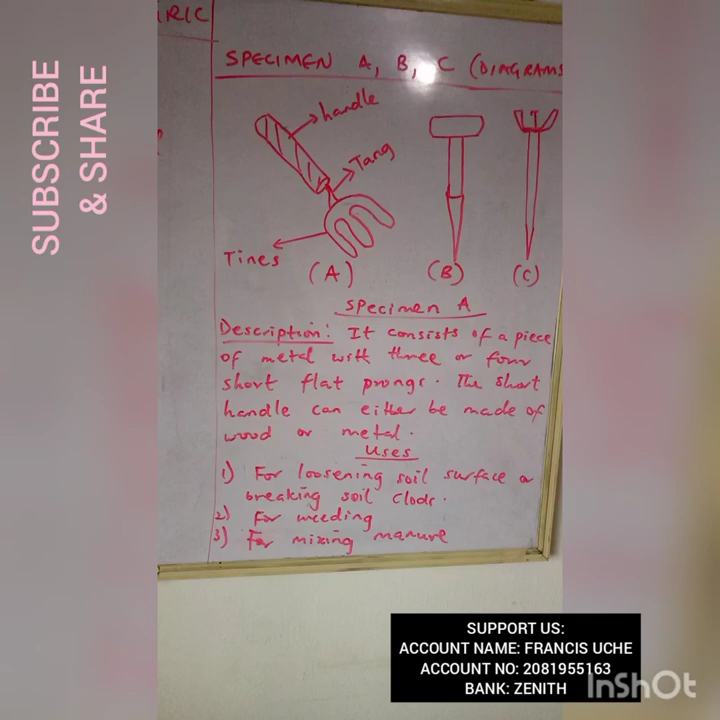 RIC
SPECIMEN A, B, C (DIAGRAMS
handle
Tang
Tines
(A)
(B)
(C)
Specimen A
Description: It consists of a piece
of metal with three or four
short flat prongs. The short
handle can either be made of
wood or metal.
Uses
1) For loosening soil surface or
breaking soil clods.
2) For weeding
3) For mixing manure
SUBSCRIBE
& SHARE
SUPPORT US:
ACCOUNT NAME: FRANCIS UCHE
ACCOUNT NO: 2081955163
BANK: ZENITH
InShOt